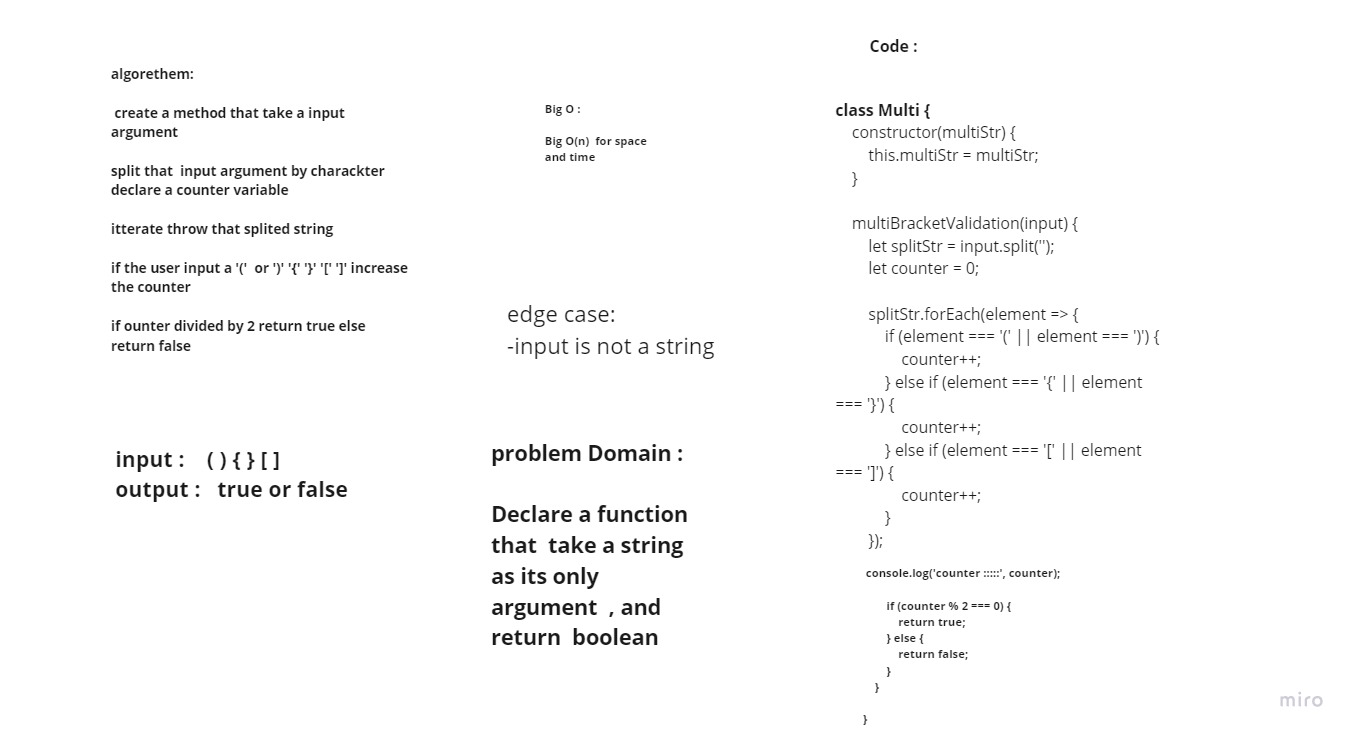 algorethem:
create a method that take a input
argument
split that input argument by charackter
declare a counter variable
itterate throw that splited string
if the user input a '(' or ')' '{' '}' '[' ']' increase
the counter
if ounter divided by 2 return true else
return false
input : ( ) { } [ ]
output : true or false
Big O :
Big O(n) for space
and time
edge case:
-input is not a string
problem Domain :
Declare a function
that take a string
as its only
argument , and
return boolean
Code :
class Multi {
constructor(multiStr) {
this.multiStr = multiStr;
}
multiBracketValidation(input) {
let splitStr = input.split('');
let counter = 0;
splitStr.forEach(element => {
if (element === '(' || element === ')') {
counter++;
} else if (element === '{' || element
=== '}') {
counter++;
} else if (element === '[' || element
=== ']') {
counter++;
}
});
console.log('counter :::::', counter);
if (counter % 2 === 0) {
return true;
} else {
return false;
}
}
}
miro